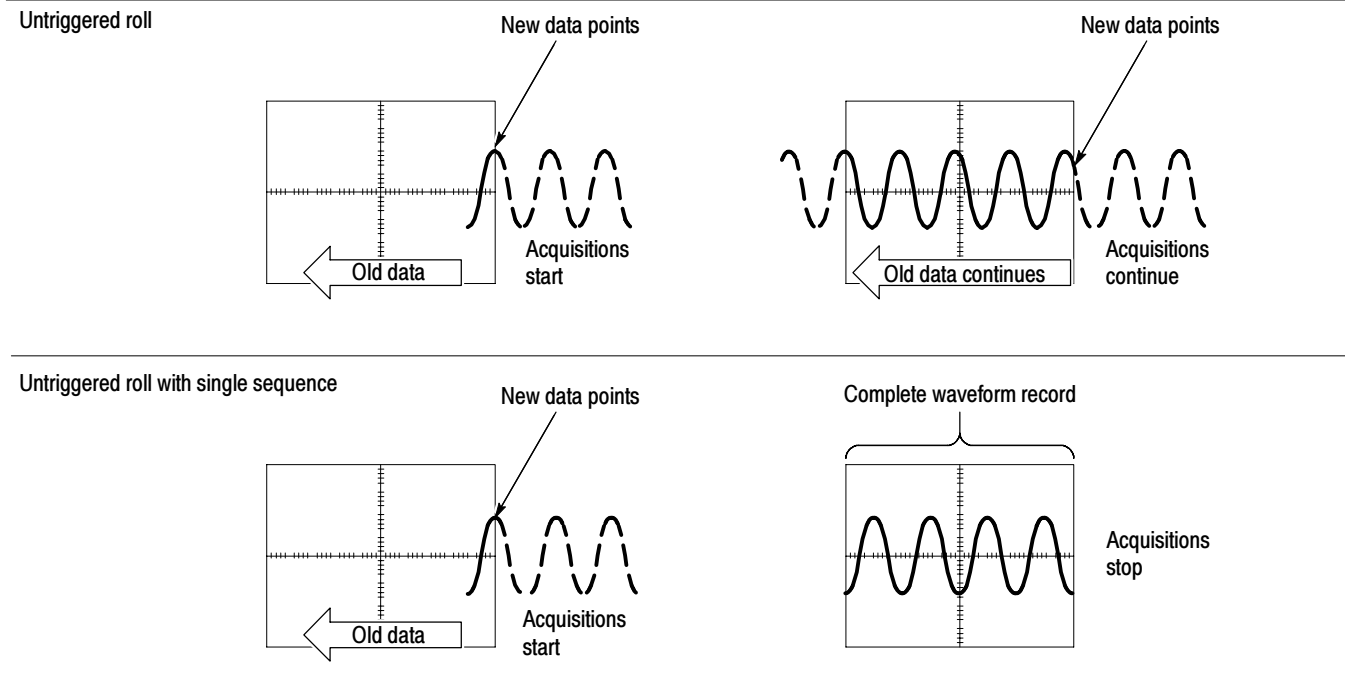 Untriggered roll
New data points
Old data
Acquisitions
start
New data points
Old data continues
Acquisitions
continue
Untriggered roll with single sequence
New data points
Old data
Acquisitions
start
Complete waveform record
Acquisitions
stop